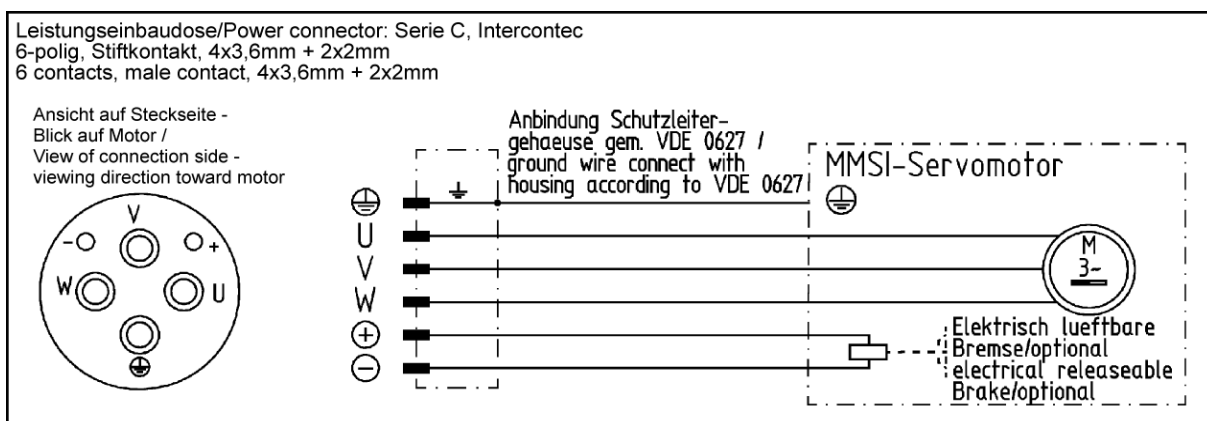 Leistungseinbaudose/Power connector: Serie C, Intercontec
6-polig, Stiftkontakt, 4x3,6mm + 2x2mm
6 contacts, male contact, 4x3,6mm + 2x2mm
Ansicht auf Steckseite -
Blick auf Motor /
View of connection side -
viewing direction toward motor
V
- +
W U
Anbindung Schutzleiter-
gehaeuse gem. VDE 0627 /
ground wire connect with
housing according to VDE 0627
U
V
W
+
-
MMSI-Servomotor
M
3~
Elektrisch lueftbare
Bremse/optional
electrical releaseable
Brake/optional